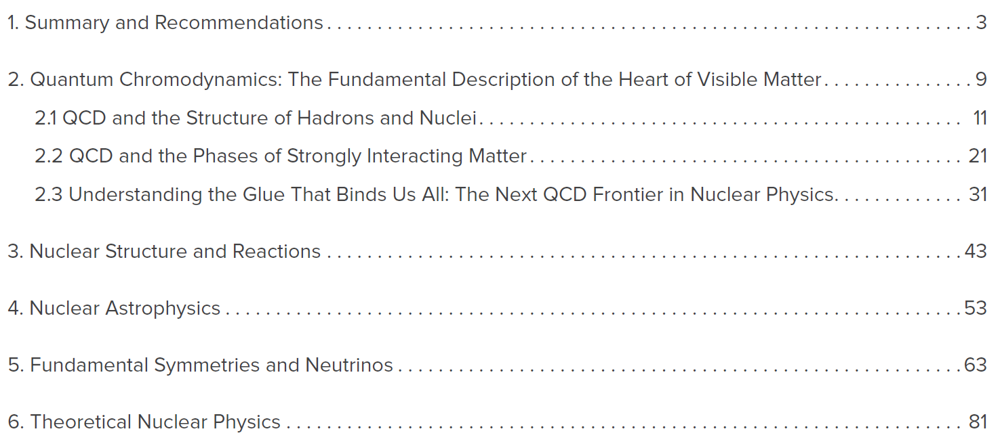 1. Summary and Recommendations . . . . . . . . . . . . . . . . . . . . . . . . . . . . . . . . . . . . . . . . . . . . . . . . . . . . . . . . . . . . . . . . 3
2. Quantum Chromodynamics: The Fundamental Description of the Heart of Visible Matter . . . . . . . . . . . . . . . 9
2.1 QCD and the Structure of Hadrons and Nuclei . . . . . . . . . . . . . . . . . . . . . . . . . . . . . . . . . . . . . . . . . . . . . . . . 11
2.2 QCD and the Phases of Strongly Interacting Matter . . . . . . . . . . . . . . . . . . . . . . . . . . . . . . . . . . . . . . . . . . . 21
2.3 Understanding the Glue That Binds Us All: The Next QCD Frontier in Nuclear Physics . . . . . . . . . . . . . 31
3. Nuclear Structure and Reactions . . . . . . . . . . . . . . . . . . . . . . . . . . . . . . . . . . . . . . . . . . . . . . . . . . . . . . . . . . . . . . . 43
4. Nuclear Astrophysics . . . . . . . . . . . . . . . . . . . . . . . . . . . . . . . . . . . . . . . . . . . . . . . . . . . . . . . . . . . . . . . . . . . . . . . . . 53
5. Fundamental Symmetries and Neutrinos . . . . . . . . . . . . . . . . . . . . . . . . . . . . . . . . . . . . . . . . . . . . . . . . . . . . . . . . 63
6. Theoretical Nuclear Physics . . . . . . . . . . . . . . . . . . . . . . . . . . . . . . . . . . . . . . . . . . . . . . . . . . . . . . . . . . . . . . . . . . . 81